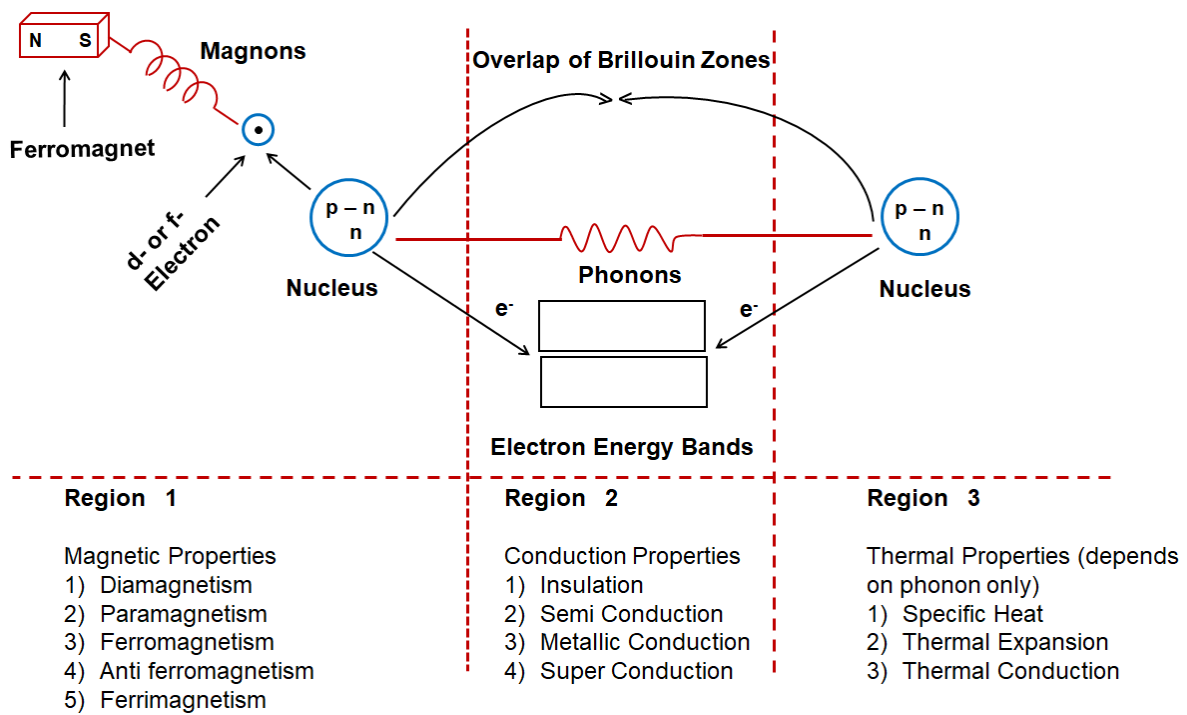 N S
Magnons
Ferromagnet
d- or f-
Electron
p – n
n
Nucleus
Overlap of Brillouin Zones
Phonons
e-
e-
Electron Energy Bands
p – n
n
Nucleus
Region 1
Magnetic Properties
1) Diamagnetism
2) Paramagnetism
3) Ferromagnetism
4) Anti ferromagnetism
5) Ferrimagnetism
Region 2
Conduction Properties
1) Insulation
2) Semi Conduction
3) Metallic Conduction
4) Super Conduction
Region 3
Thermal Properties (depends
on phonon only)
1) Specific Heat
2) Thermal Expansion
3) Thermal Conduction